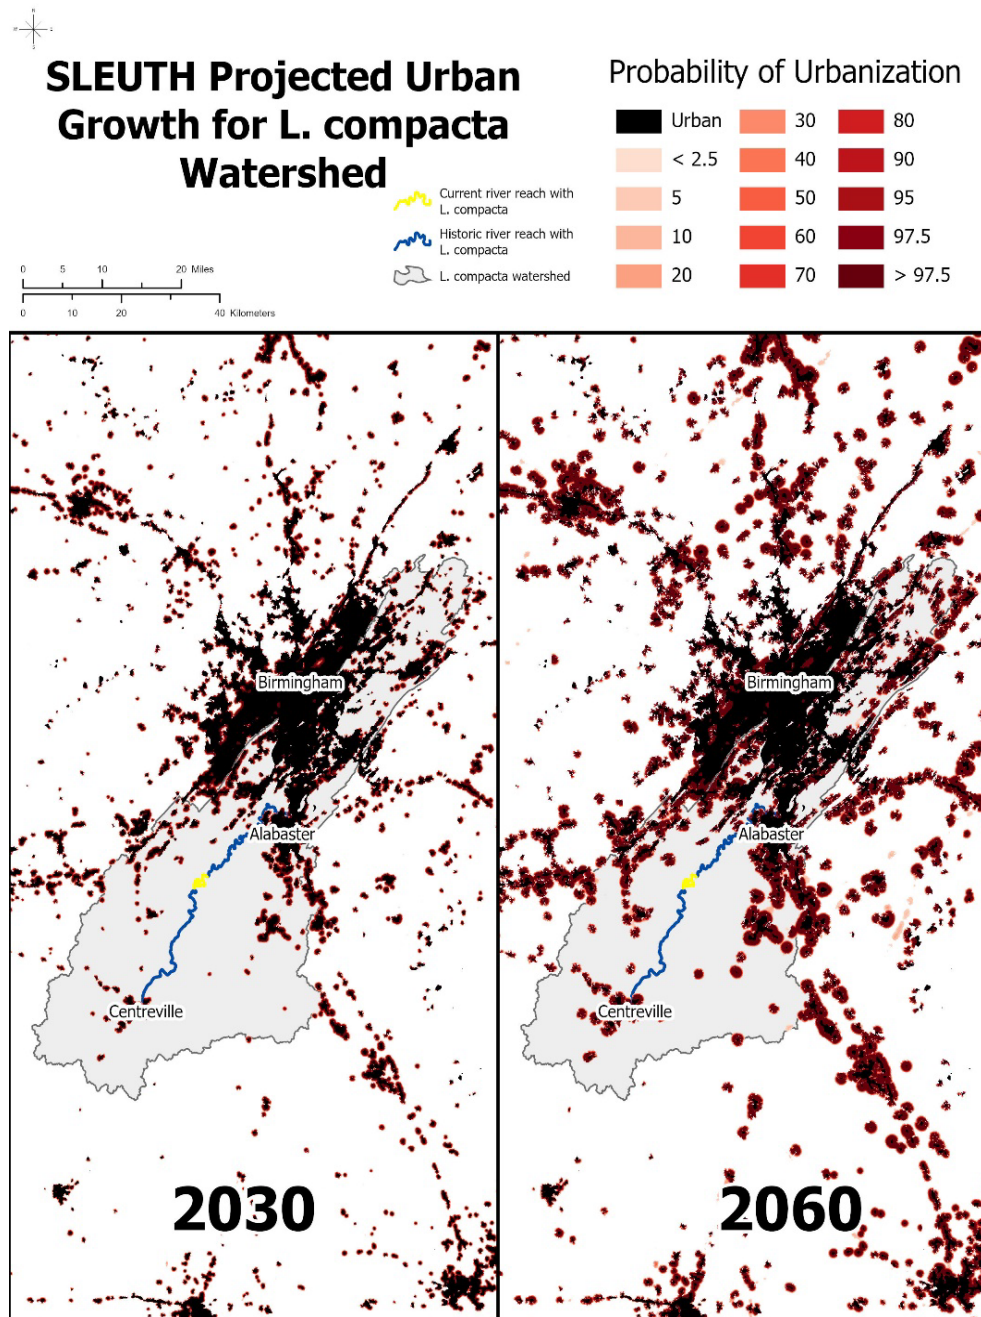 N
W
E
S
SLEUTH Projected Urban
Growth for L. compacta
Watershed
Current river reach with
L. compacta
Historic river reach with
L. compacta
L. compacta watershed
0 5 10 20 Miles
0 10 20 40 Kilometers
Probability of Urbanization
Urban 30 80
< 2.5 40 90
5 50 95
10 60 97.5
20 70 > 97.5
Birmingham
Alabaster
Centreville
2030
Birmingham
Alabaster
Centreville
2060